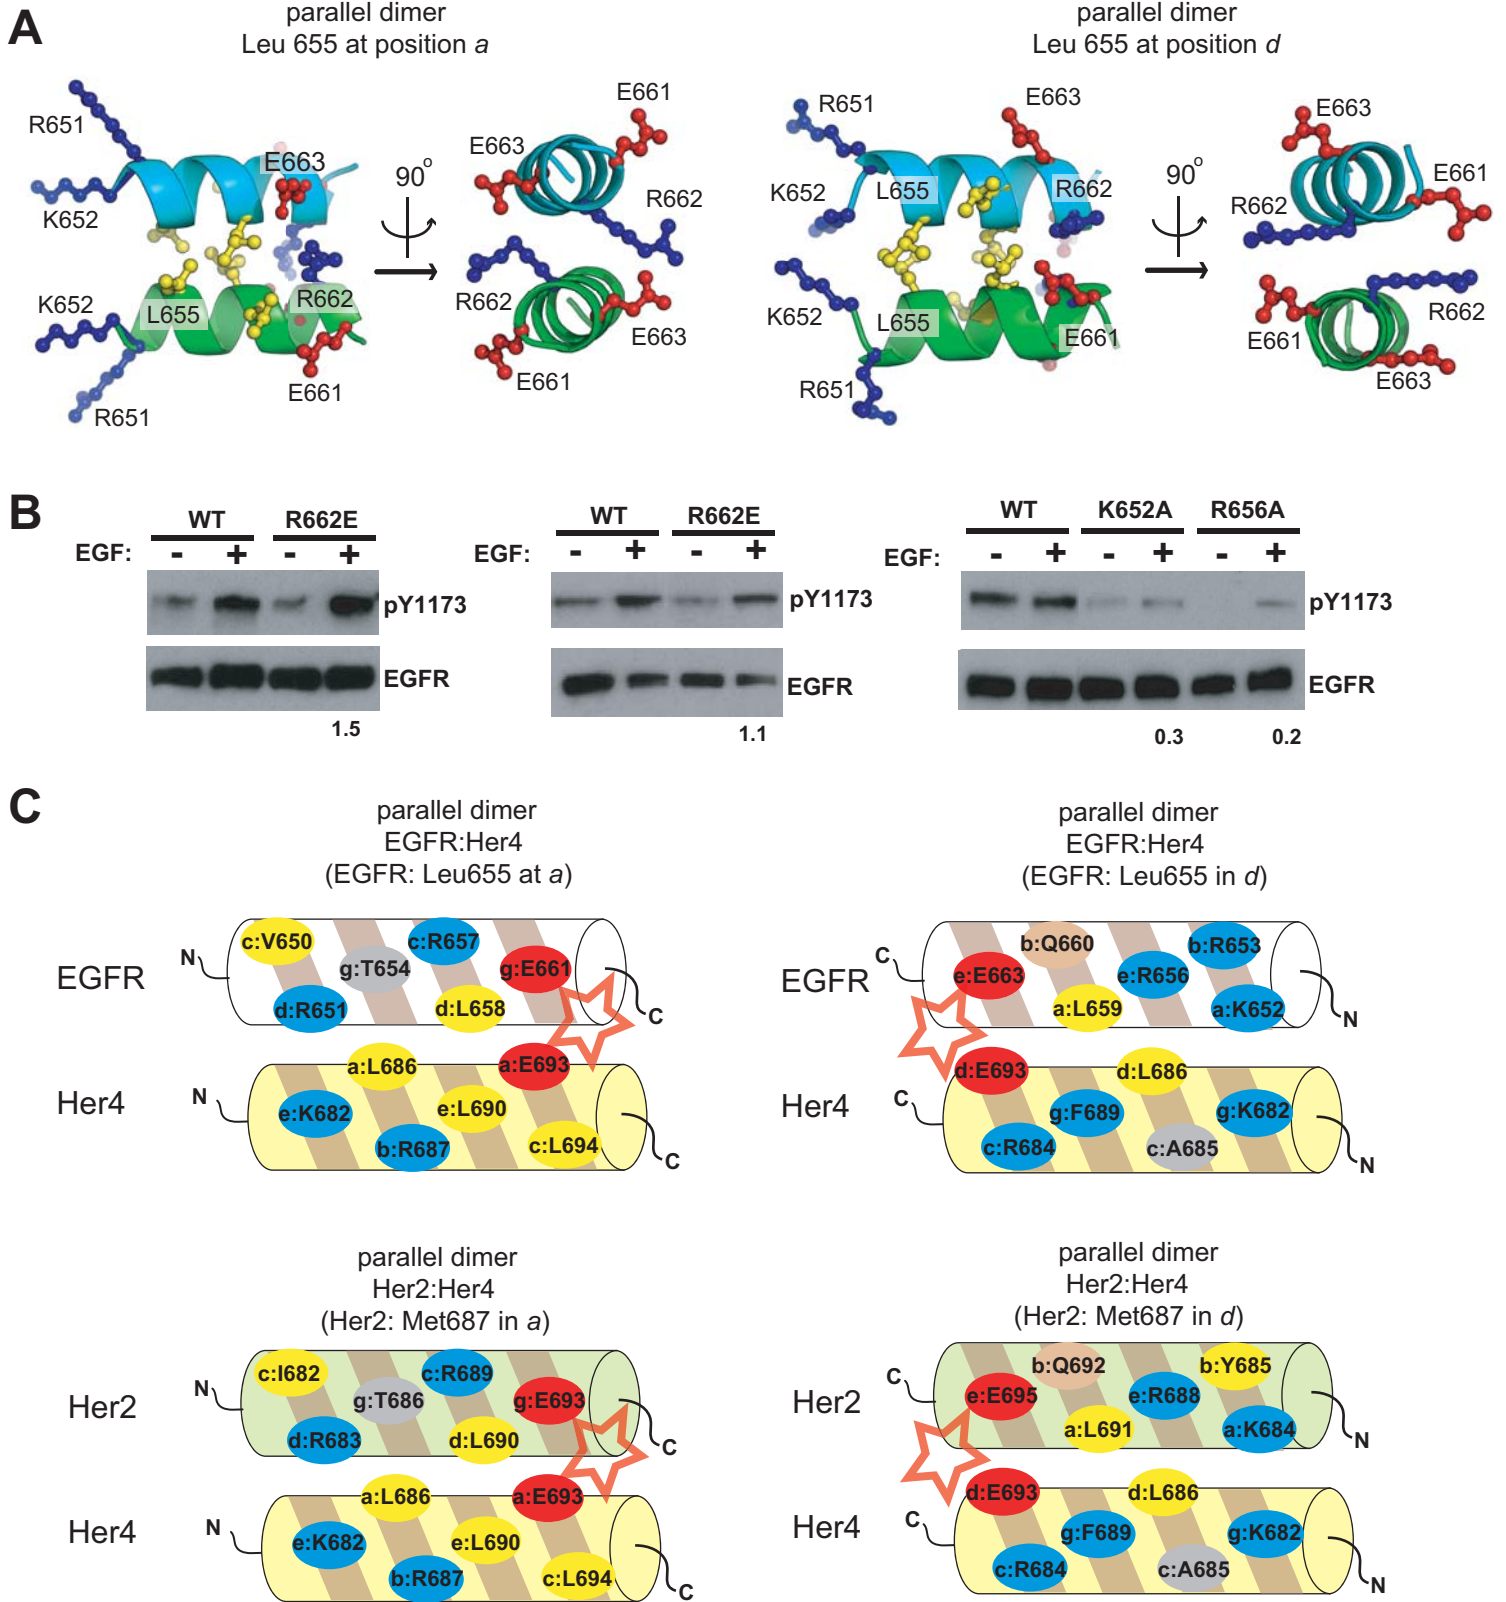 A
parallel dimer
Leu 655 at position a
parallel dimer
Leu 655 at position d
R651
K652
E663
K652
L655
R662
R651
E661
90°
E661
E663
R662
R662
E663
E661
R651
E663
L655
R662
K652
K652
L655
E661
R651
90°
E663
E661
R662
R662
E661
E663
B
WT R662E
EGF: - + - +
pY1173
EGFR
1.5
WT R662E
EGF: - + - +
pY1173
EGFR
1.1
WT K652A R656A
EGF: - + - + - +
pY1173
EGFR
0.3 0.2
C
parallel dimer
EGFR:Her4
(EGFR: Leu655 at a)
EGFR
N
c:V650 c:R657
g:T654 g:E661
d:R651 d:L658
C
Her4
N
a:L686 a:E693
e:K682 e:L690
b:R687 c:L694
C
parallel dimer
EGFR:Her4
(EGFR: Leu655 in d)
EGFR
C
b:Q660 b:R653
e:E663 e:R656
a:L659 a:K652
N
Her4
C
d:E693 d:L686
g:F689 g:K682
c:R684 c:A685
N
parallel dimer
Her2:Her4
(Her2: Met687 in a)
Her2
N
c:I682 c:R689
g:T686 g:E693
d:R683 d:L690
C
Her4
N
a:L686 a:E693
e:K682 e:L690
b:R687 c:L694
C
parallel dimer
Her2:Her4
(Her2: Met687 in d)
Her2
C
b:Q692 b:Y685
e:E695 e:R688
a:L691 a:K684
N
Her4
C
d:E693 d:L686
g:F689 g:K682
c:R684 c:A685
N